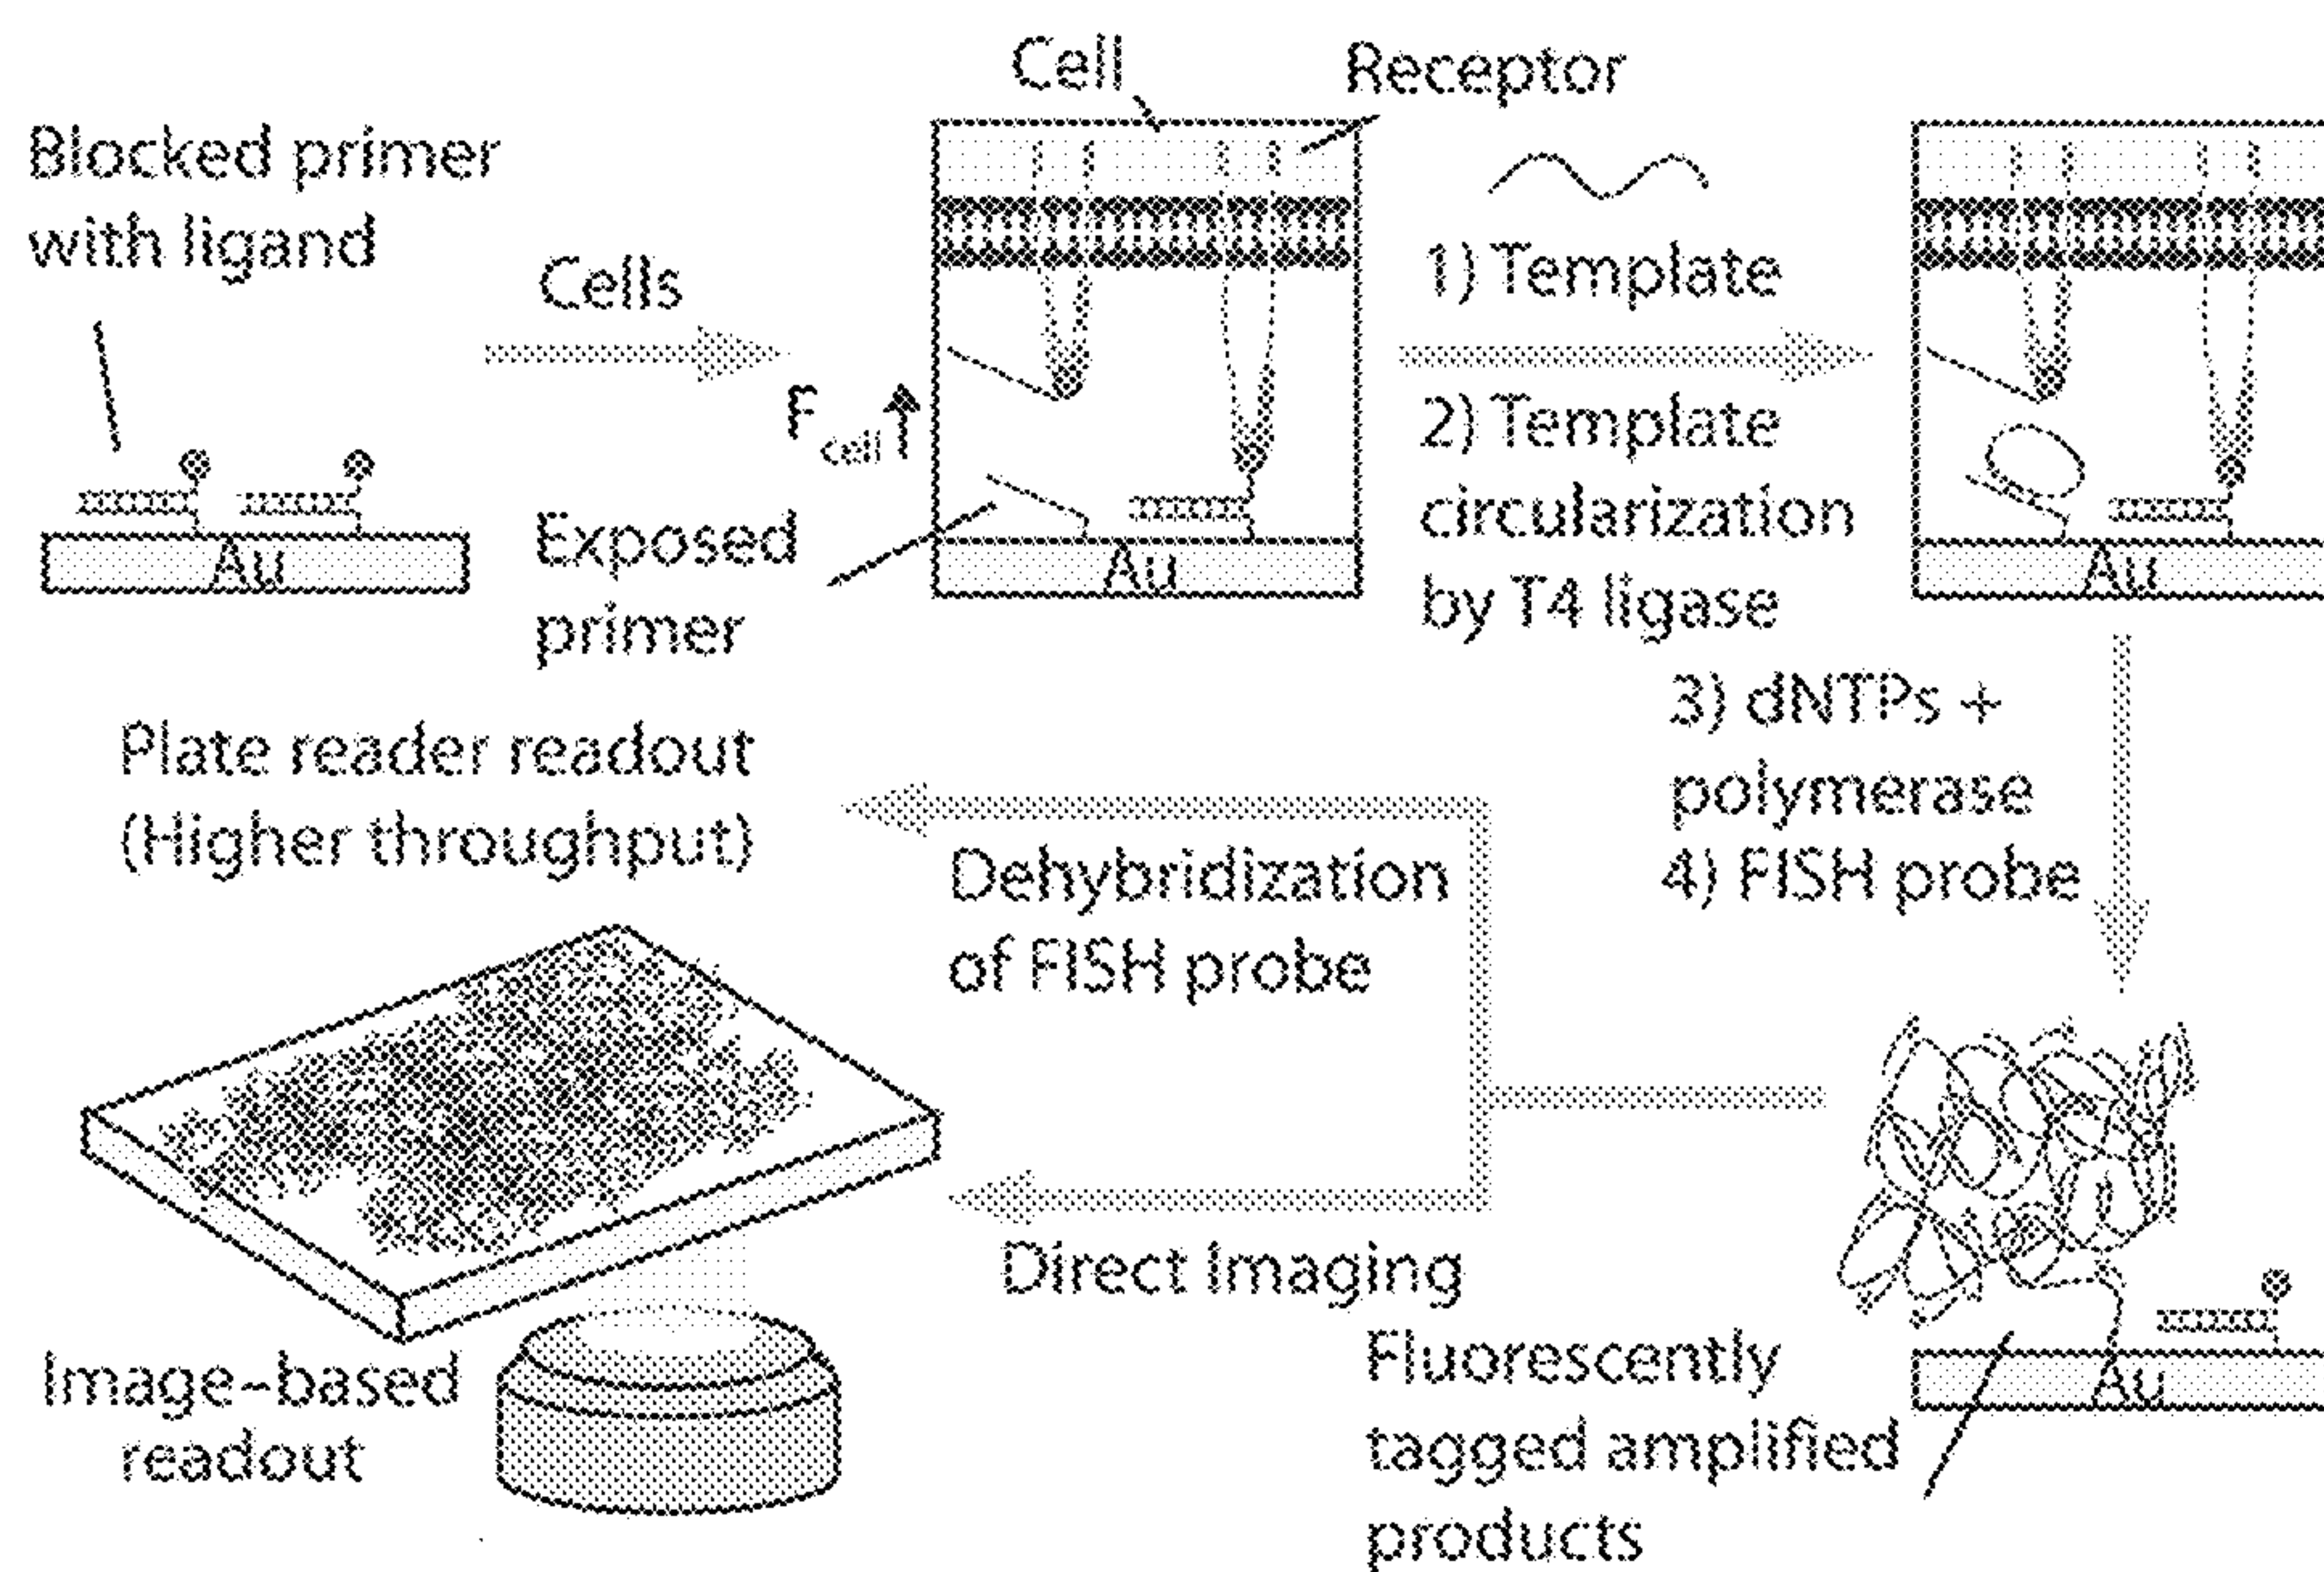 Cell
Receptor
Blocked primer
with ligand
Cells
1) Template
Fcell
2) Template
circularization
by T4 ligase
Exposed
primer
Au
Au
Au
3) dNTPs +
polymerase
4) FISH probe
Plate reader readout
(Higher throughput)
Dehybridization
of FISH probe
Direct Imaging
Image-based
readout
Fluorescently
tagged amplified
products
Au